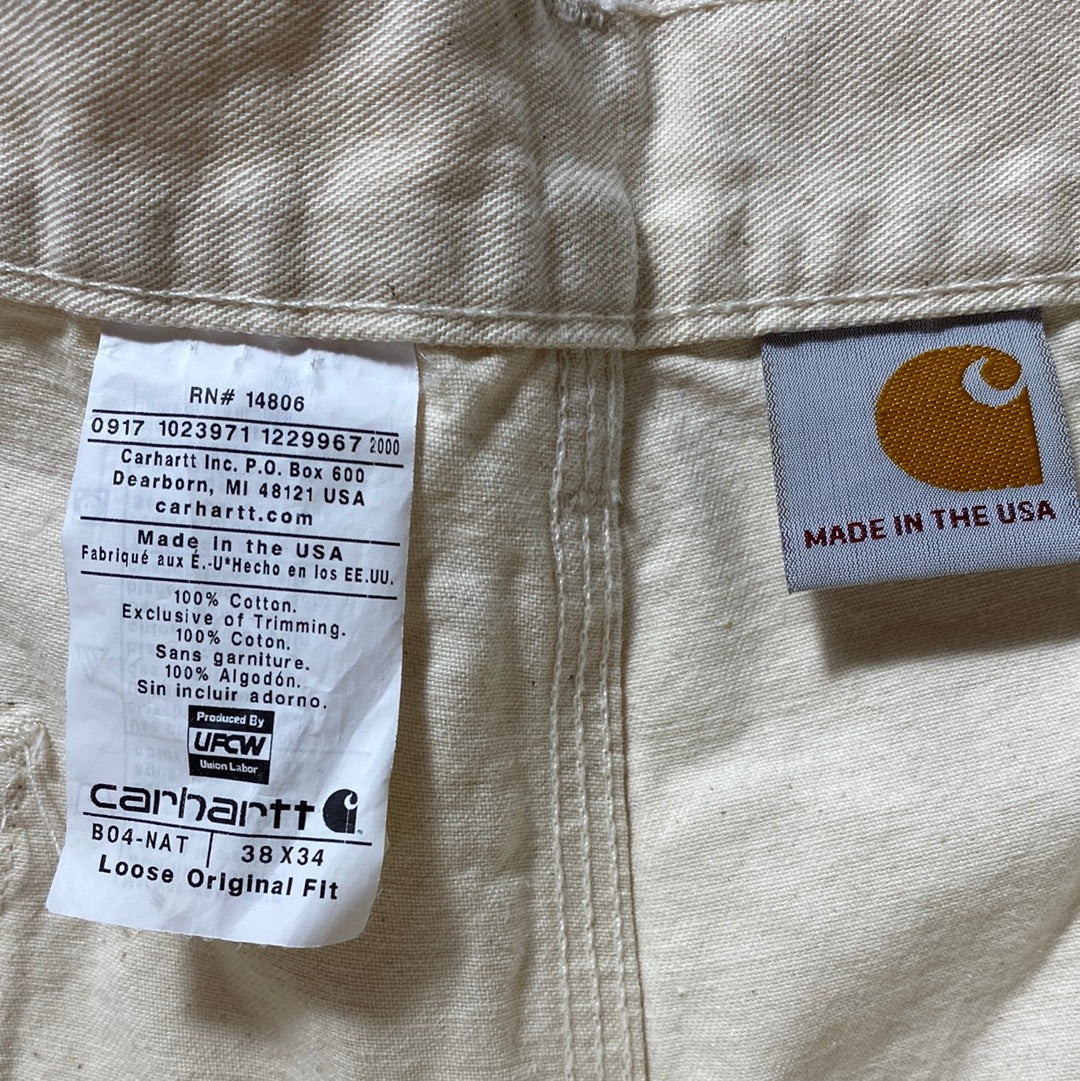 RN# 14806
0917 1023971 1229967 2000
Carhartt Inc. P.O. Box 600
Dearborn, MI 48121 USA
carhartt.com
Made in the USA
Fabriqué aux É.-U*Hecho en los EE.UU.
100% Cotton.
Exclusive of Trimming.
100% Coton.
Sans garniture.
100% Algodón.
Sin incluir adorno.
Produced By
UFCW
Union Labor
carhartt
B04-NAT | 38 X 34
Loose Original Fit
MADE IN THE USA